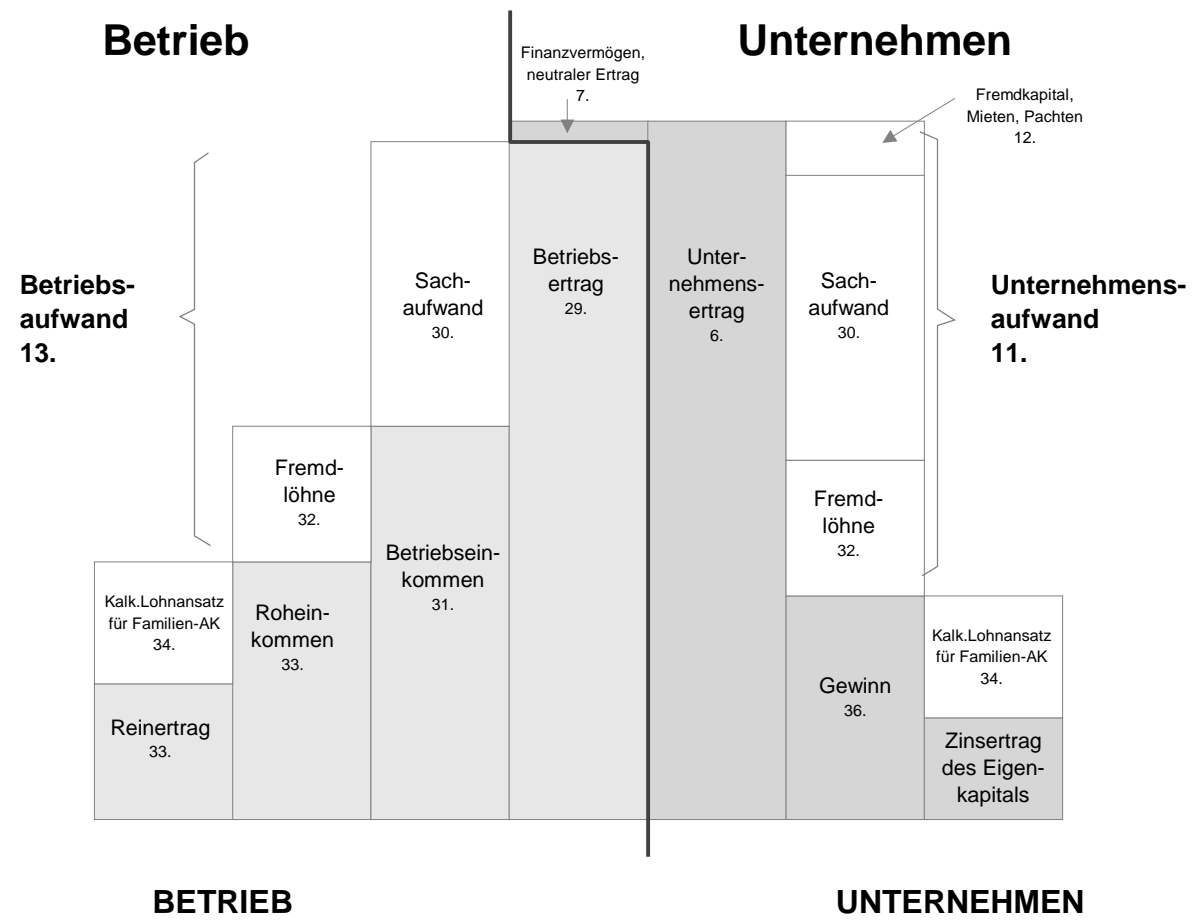 Betrieb
Unternehmen
Finanzvermögen,
neutraler Ertrag
7.
Fremdkapital,
Mieten, Pachten
12.
Betriebs-
aufwand
13.
Sach-
aufwand
30.
Betriebs-
ertrag
29.
Unter-
nehmens-
ertrag
6.
Sach-
aufwand
30.
Unternehmens-
aufwand
11.
Fremd-
löhne
32.
Fremd-
löhne
32.
Betriebsein-
kommen
31.
Kalk.Lohnansatz
für Familien-AK
34.
Rohein-
kommen
33.
Kalk.Lohnansatz
für Familien-AK
34.
Gewinn
36.
Reinertrag
33.
Zinsertrag
des Eigen-
kapitals
BETRIEB
UNTERNEHMEN